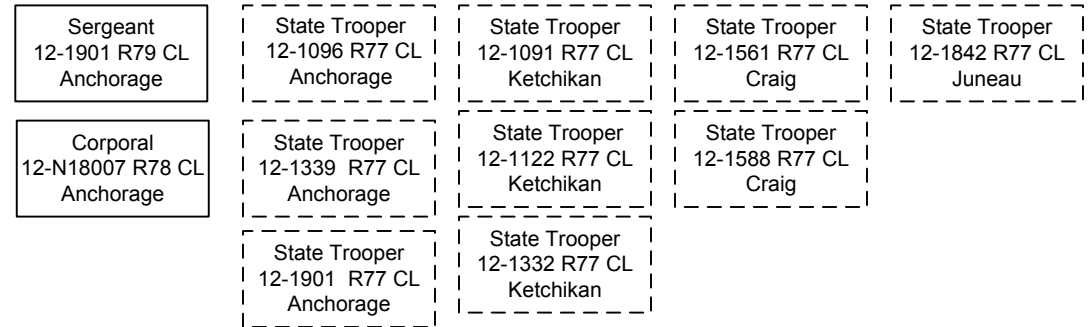 Sergeant
12-1901 R79 CL
Anchorage
State Trooper
12-1096 R77 CL
Anchorage
State Trooper
12-1091 R77 CL
Ketchikan
State Trooper
12-1561 R77 CL
Craig
State Trooper
12-1842 R77 CL
Juneau
Corporal
12-N18007 R78 CL
Anchorage
State Trooper
12-1339  R77 CL
Anchorage
State Trooper
12-1122 R77 CL
Ketchikan
State Trooper
12-1588 R77 CL
Craig
State Trooper
12-1901  R77 CL
Anchorage
State Trooper
12-1332 R77 CL
Ketchikan